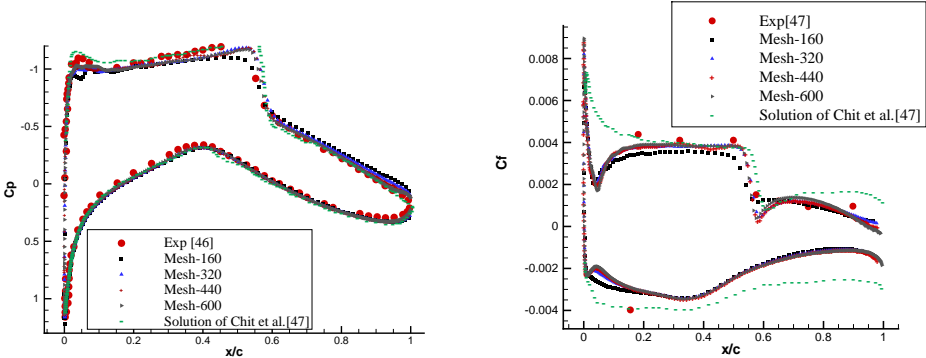 Cp
-1
-0.5
0
0.5
1
0
0.2
0.4
0.6
0.8
1
x/c
Exp [46]
Mesh-160
Mesh-320
Mesh-440
Mesh-600
Solution of Chit et al.[47]
Cf
0.008
0.006
0.004
0.002
0
-0.002
-0.004
0
0.2
0.4
0.6
0.8
1
x/c
Exp[47]
Mesh-160
Mesh-320
Mesh-440
Mesh-600
Solution of Chit et al.[47]